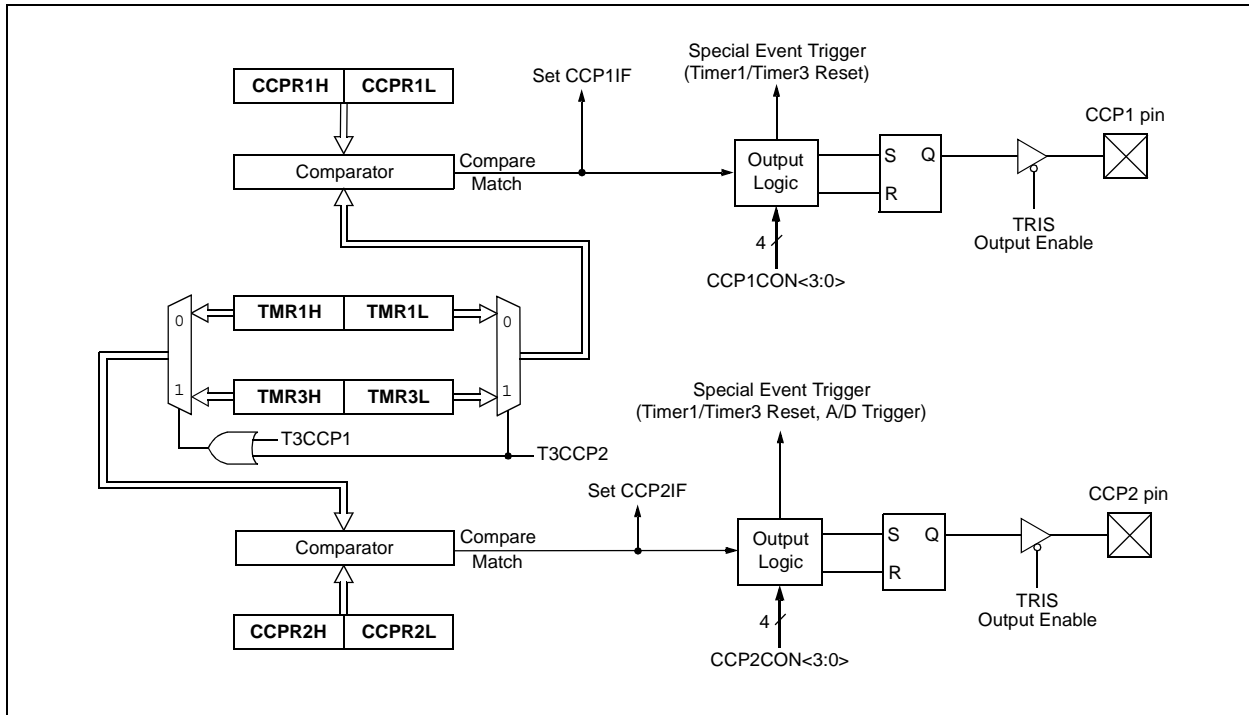 Special Event Trigger
(Timer1/Timer3 Reset)
Set CCP1IF
CCPR1H CCPR1L
CCP1 pin
Comparator
Compare
Match
Output
Logic
S Q
R
TRIS
Output Enable
4
CCP1CON<3:0>
0 TMR1H TMR1L 0
1 TMR3H TMR3L 1
T3CCP1
T3CCP2
Special Event Trigger
(Timer1/Timer3 Reset, A/D Trigger)
Set CCP2IF
CCP2 pin
Comparator
Compare
Match
Output
Logic
S Q
R
TRIS
Output Enable
4
CCPR2H CCPR2L
CCP2CON<3:0>